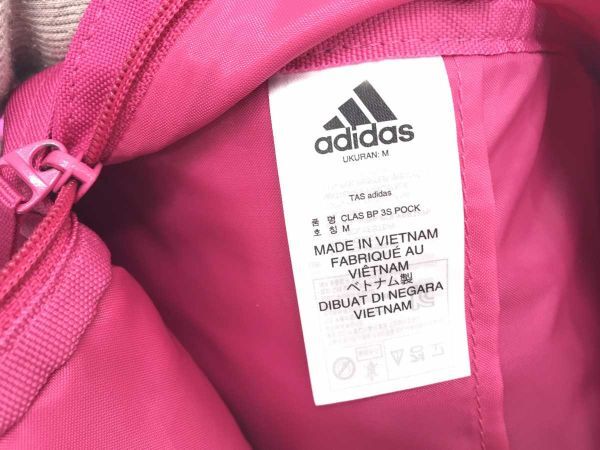 adidas
UKURAN: M
TAS adidas
품 명 CLAS BP 3S POCK
호 칭 M
MADE IN VIETNAM
FABRIQUÉ AU
VIÊTNAM
ベトナム製
DIBUAT DI NEGARA
VIETNAM